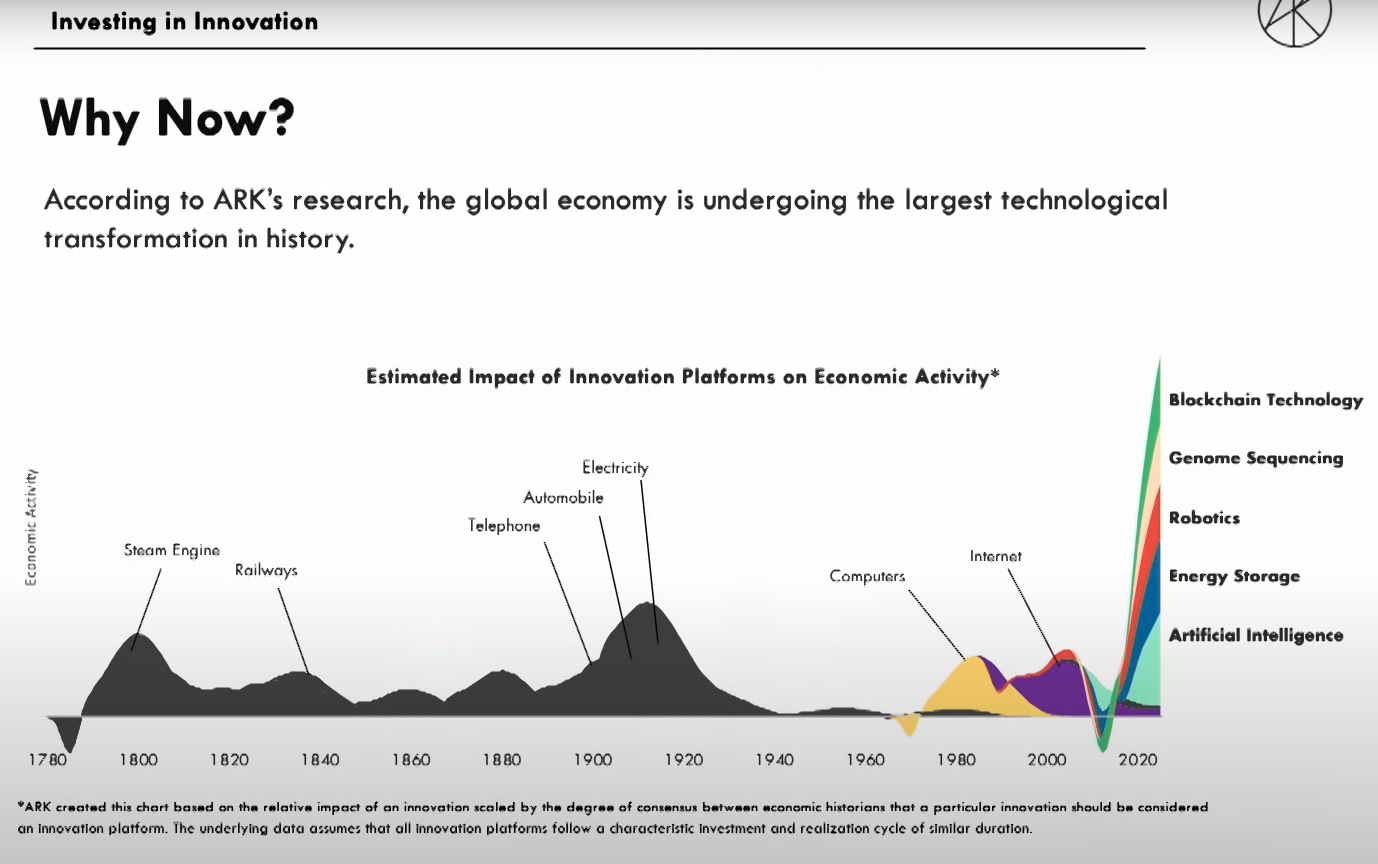 Investing in Innovation
Why Now?
According to ARK's research, the global economy is undergoing the largest technological
transformation in history.
Estimated Impact of Innovation Platforms on Economic Activity*
Economic Activity
Steam Engine
Railways
Telephone
Automobile
Electricity
Computers
Internet
Blockchain Technology
Genome Sequencing
Robotics
Energy Storage
Artificial Intelligence
1780 1800 1820 1840 1860 1880 1900 1920 1940 1960 1980 2000 2020
*ARK created this chart based on the relative impact of an innovation scaled by the degree of consensus between economic historians that a particular innovation should be considered
an innovation platform. The underlying data assumes that all innovation platforms follow a characteristic investment and realization cycle of similar duration.